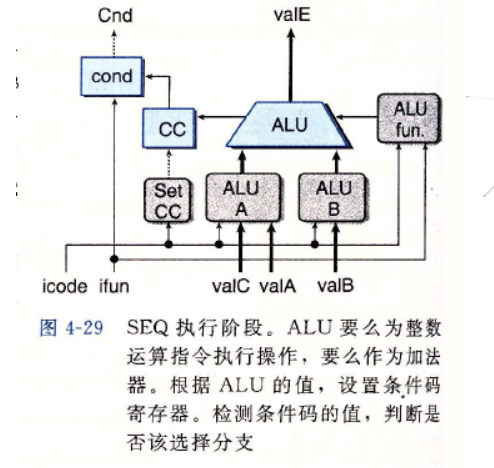 Cnd valE
cond
CC
ALU
ALU
fun.
Set
CC
ALU
A
ALU
B
icode ifun valC valA valB
图 4-29 SEQ 执行阶段。ALU 要么为整数
运算指令执行操作，要么作为加法
器。根据 ALU 的值，设置条件码
寄存器。检测条件码的值，判断是
否该选择分支